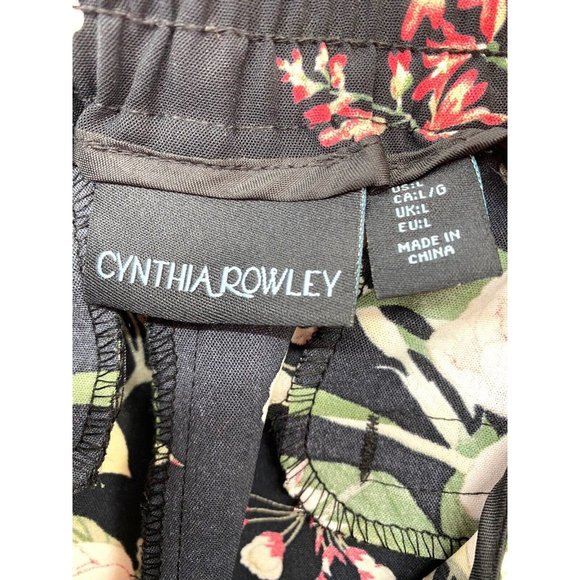 CYNTHIA ROWLEY
US:L
CA:L/G
UK:L
EU:L
MADE IN
CHINA